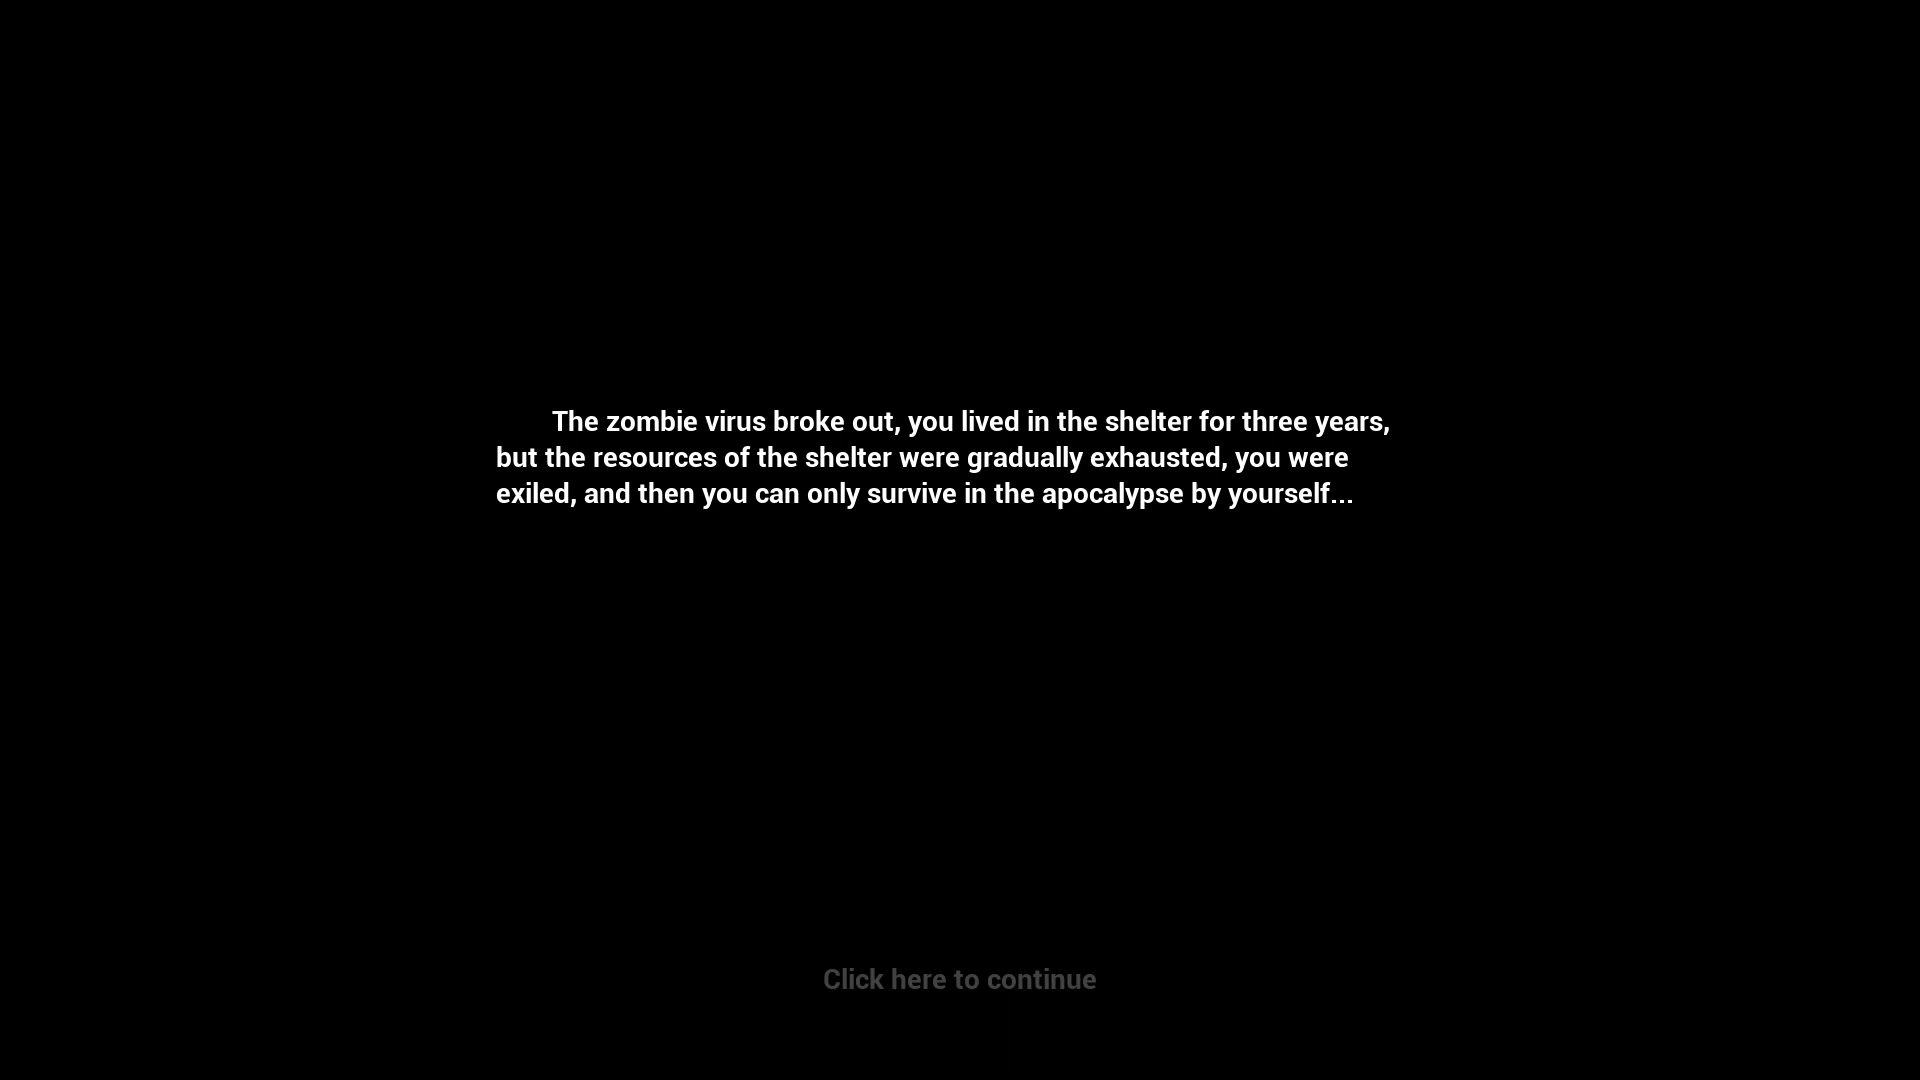 The zombie virus broke out, you lived in the shelter for three years,
but the resources of the shelter were gradually exhausted, you were
exiled, and then you can only survive in the apocalypse by yourself...
Click here to continue